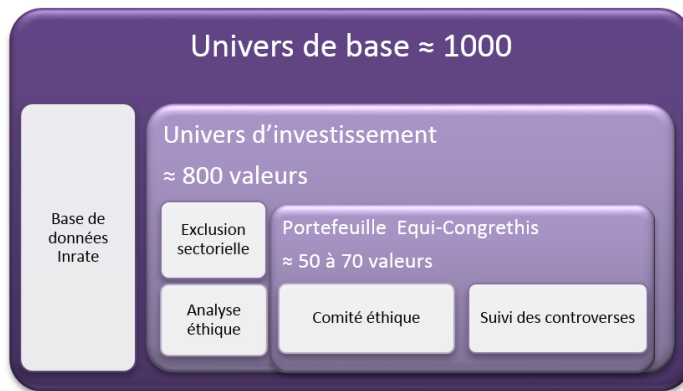 Univers de base ≈ 1000
Base de
données
Inrate
Univers d’investissement
≈ 800 valeurs
Exclusion
sectorielle
Analyse
éthique
Portefeuille Equi-Congrethis
≈ 50 à 70 valeurs
Comité éthique
Suivi des controverses